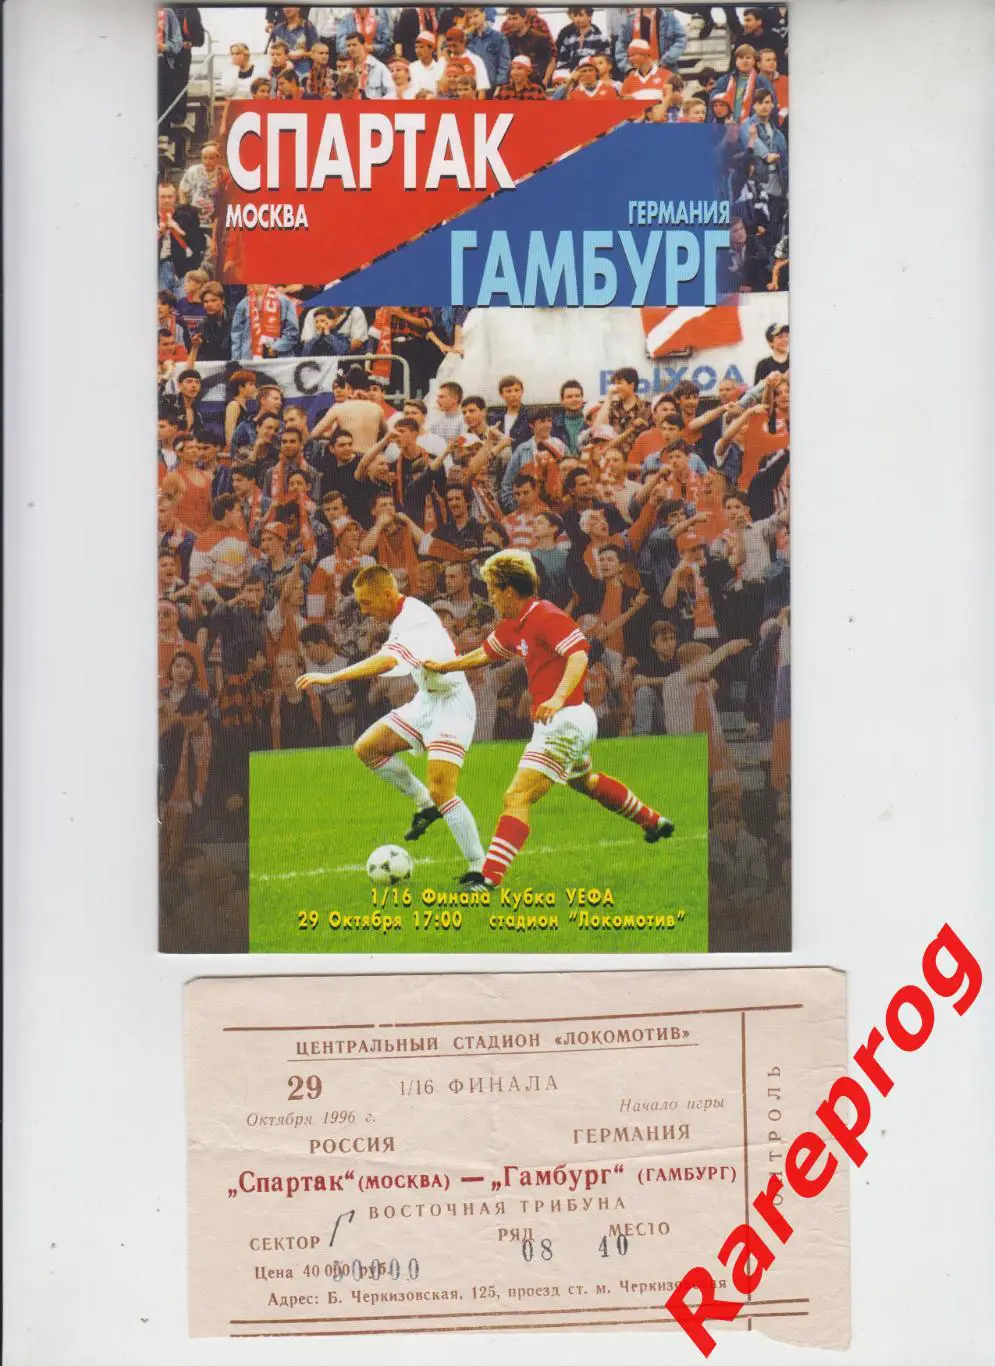 СПАРТАК
МОСКВА
ГЕРМАНИЯ
ГАМБУРГ
С
ВЫХОД
1/16 Финала Кубка УЕФА
29 Октября 17:00 стадион "Локомотив"
ЦЕНТРАЛЬНЫЙ СТАДИОН «ЛОКОМОТИВ»
29
1/16 ФИНАЛА
Октября 1996 г.
Начало игры
РОССИЯ
ГЕРМАНИЯ
„Спартак“ (МОСКВА) — „Гамбург“ (ГАМБУРГ)
ВОСТОЧНАЯ ТРИБУНА
СЕКТОР
РЯД 08 МЕСТО 40
Цена 40 000 руб.
Адрес: Б. Черкизовская, 125, проезд ст. м. Черкизовская
КОНТРОЛЬ
Rareprog
Rareprog